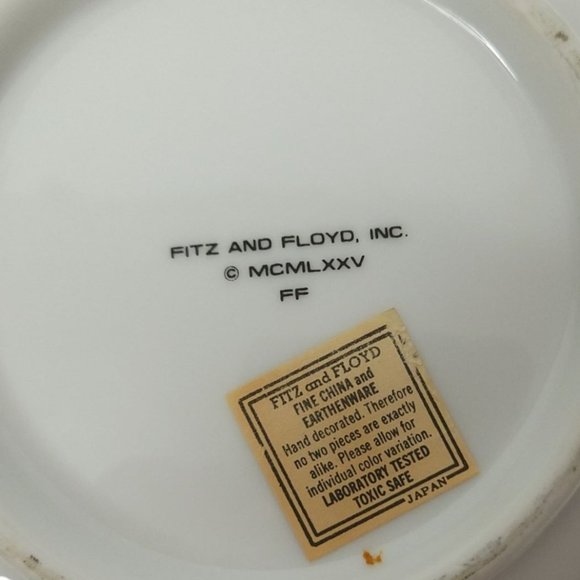 FITZ AND FLOYD, INC.
© MCMLXXV
FF
FITZ and FLOYD
FINE CHINA and
EARTHENWARE
Hand decorated. Therefore
no two pieces are exactly
alike. Please allow for
individual color variation.
LABORATORY TESTED
TOXIC SAFE
JAPAN